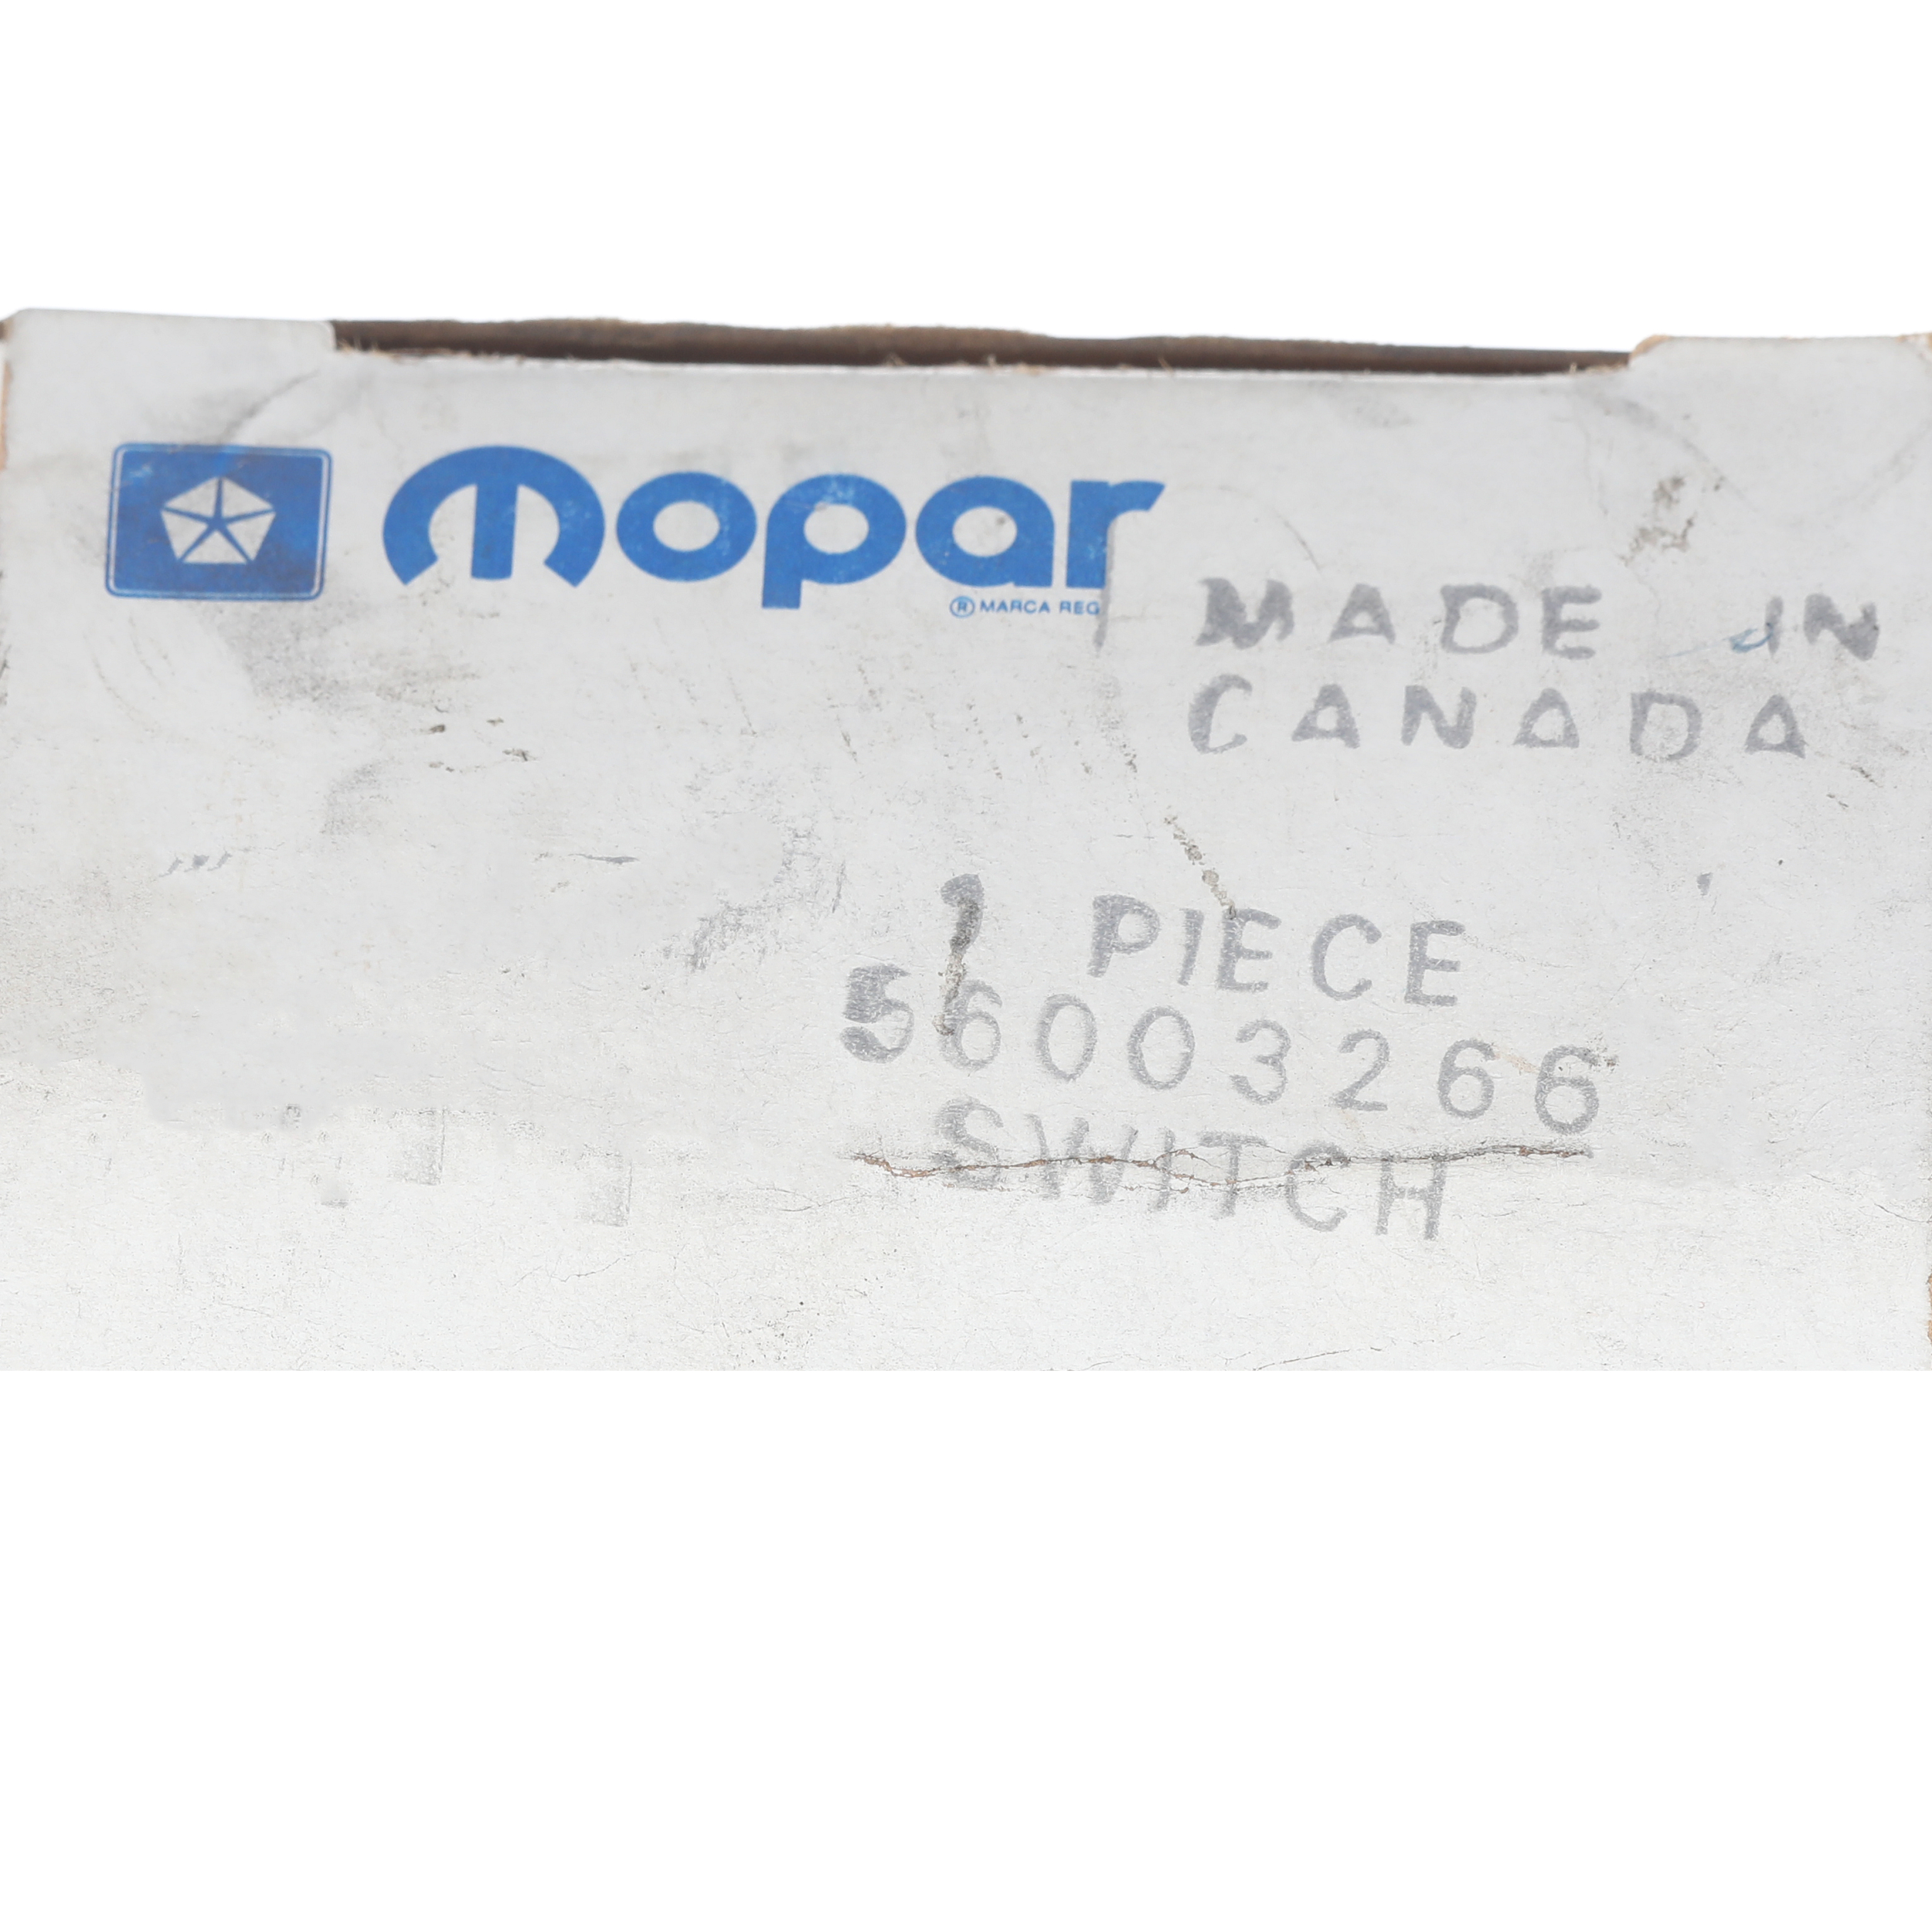 mopar
® MARCA REG
MADE IN
CANADA
1 PIECE
56003266
SWITCH